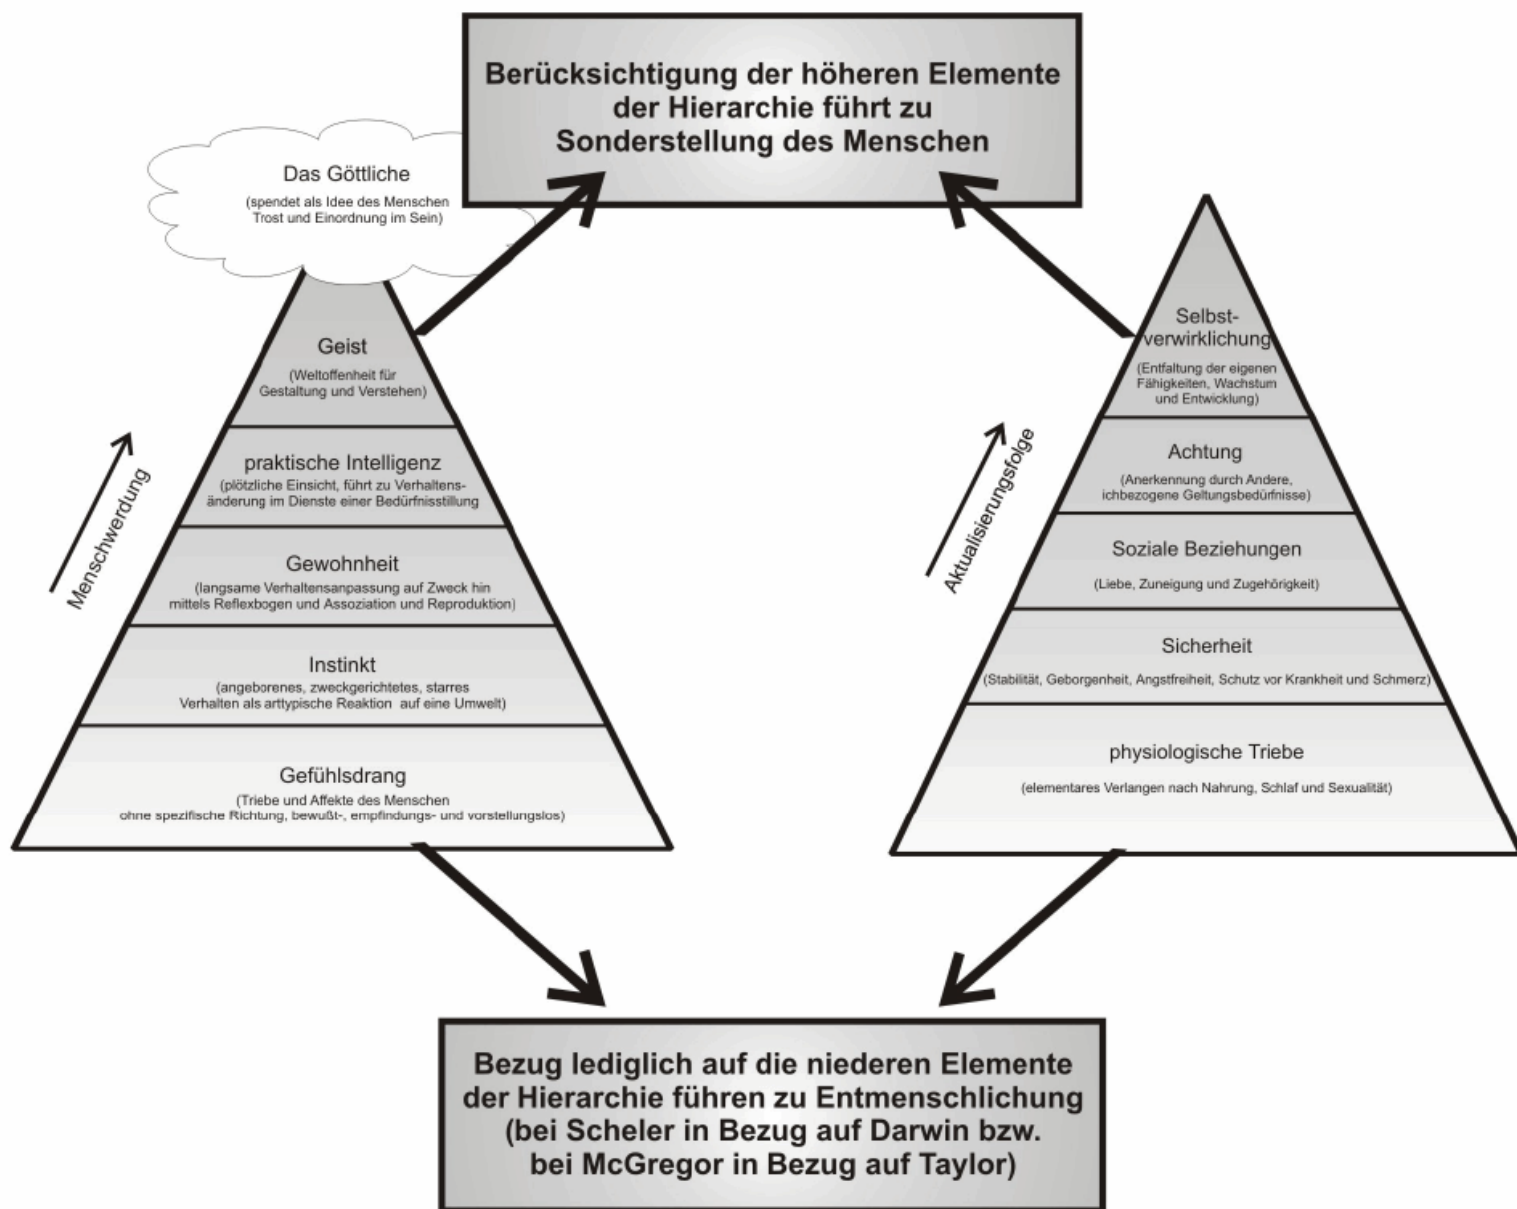 Berücksichtigung der höheren Elemente
der Hierarchie führt zu
Sonderstellung des Menschen
Das Göttliche
(spendet als Idee des Menschen
Trost und Einordnung im Sein)
Geist
(Weltoffenheit für
Gestaltung und Verstehen)
praktische Intelligenz
(plötzliche Einsicht, führt zu Verhaltens-
änderung im Dienste einer Bedürfnisstillung
Gewohnheit
(langsame Verhaltensanpassung auf Zweck hin
mittels Reflexbogen und Assoziation und Reproduktion)
Instinkt
(angeborenes, zweckgerichtetes, starres
Verhalten als arttypische Reaktion auf eine Umwelt)
Gefühlsdrang
(Triebe und Affekte des Menschen
ohne spezifische Richtung, bewußt-, empfindungs- und vorstellungslos)
Menschwerdung
Selbst-
verwirklichung
(Entfaltung der eigenen
Fähigkeiten, Wachstum
und Entwicklung)
Achtung
(Anerkennung durch Andere,
ichbezogene Geltungsbedürfnisse)
Soziale Beziehungen
(Liebe, Zuneigung und Zugehörigkeit)
Sicherheit
(Stabilität, Geborgenheit, Angstfreiheit, Schutz vor Krankheit und Schmerz)
physiologische Triebe
(elementares Verlangen nach Nahrung, Schlaf und Sexualität)
Aktualisierungsfolge
Bezug lediglich auf die niederen Elemente
der Hierarchie führen zu Entmenschlichung
(bei Scheler in Bezug auf Darwin bzw.
bei McGregor in Bezug auf Taylor)